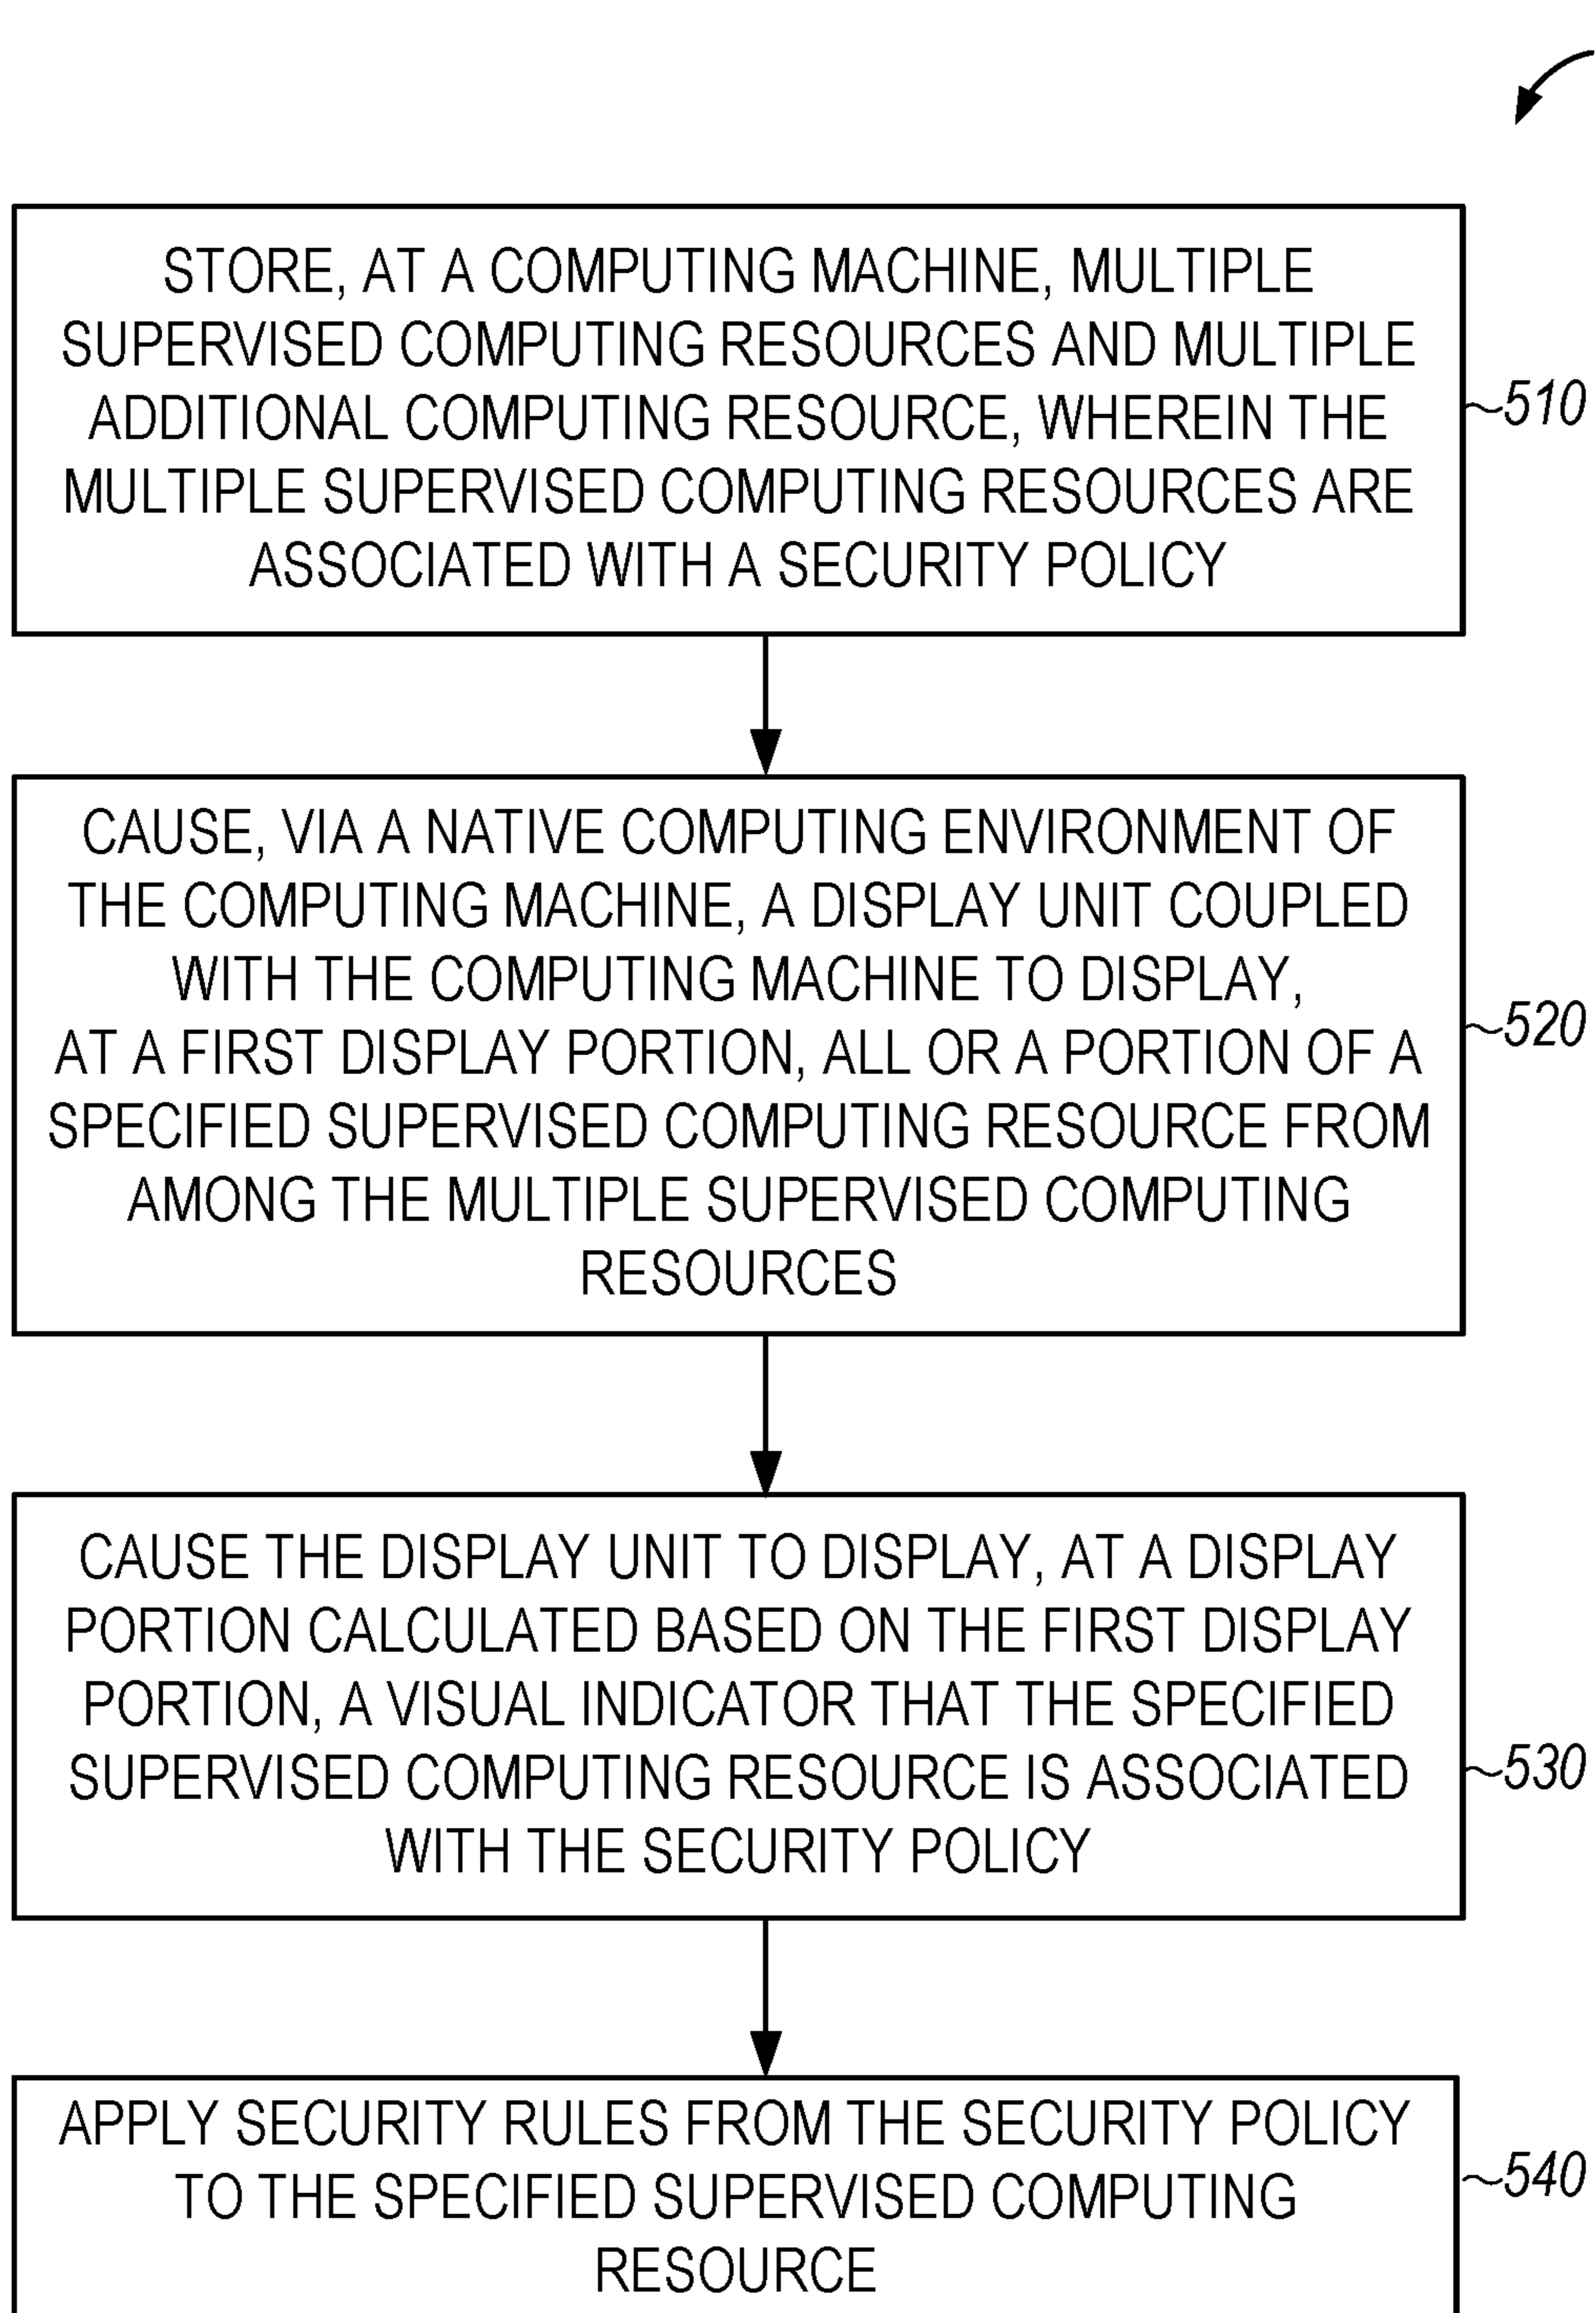 STORE, AT A COMPUTING MACHINE, MULTIPLE
SUPERVISED COMPUTING RESOURCES AND MULTIPLE
ADDITIONAL COMPUTING RESOURCE, WHEREIN THE
MULTIPLE SUPERVISED COMPUTING RESOURCES ARE
ASSOCIATED WITH A SECURITY POLICY
510
CAUSE, VIA A NATIVE COMPUTING ENVIRONMENT OF
THE COMPUTING MACHINE, A DISPLAY UNIT COUPLED
WITH THE COMPUTING MACHINE TO DISPLAY,
AT A FIRST DISPLAY PORTION, ALL OR A PORTION OF A
SPECIFIED SUPERVISED COMPUTING RESOURCE FROM
AMONG THE MULTIPLE SUPERVISED COMPUTING
RESOURCES
520
CAUSE THE DISPLAY UNIT TO DISPLAY, AT A DISPLAY
PORTION CALCULATED BASED ON THE FIRST DISPLAY
PORTION, A VISUAL INDICATOR THAT THE SPECIFIED
SUPERVISED COMPUTING RESOURCE IS ASSOCIATED
WITH THE SECURITY POLICY
530
APPLY SECURITY RULES FROM THE SECURITY POLICY
TO THE SPECIFIED SUPERVISED COMPUTING
RESOURCE
540